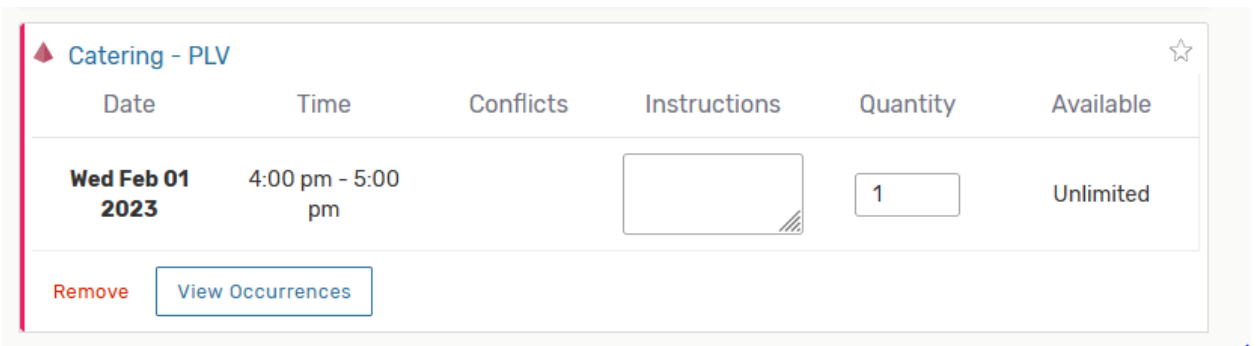 Catering - PLV
Date Time Conflicts Instructions Quantity Available
Wed Feb 01 4:00 pm - 5:00 1 Unlimited
2023 pm
Remove View Occurrences